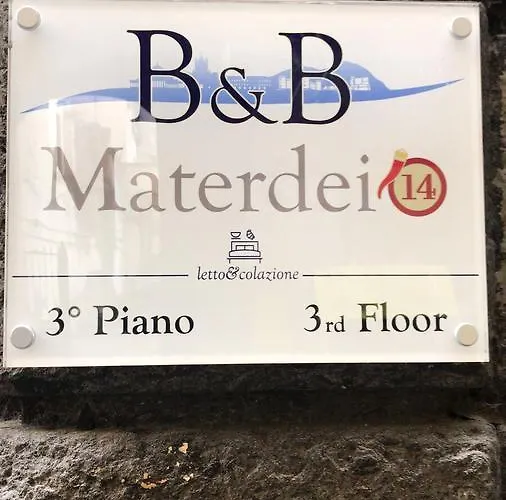 B&B
Materdei 14
letto&colazione
3° Piano 3rd Floor